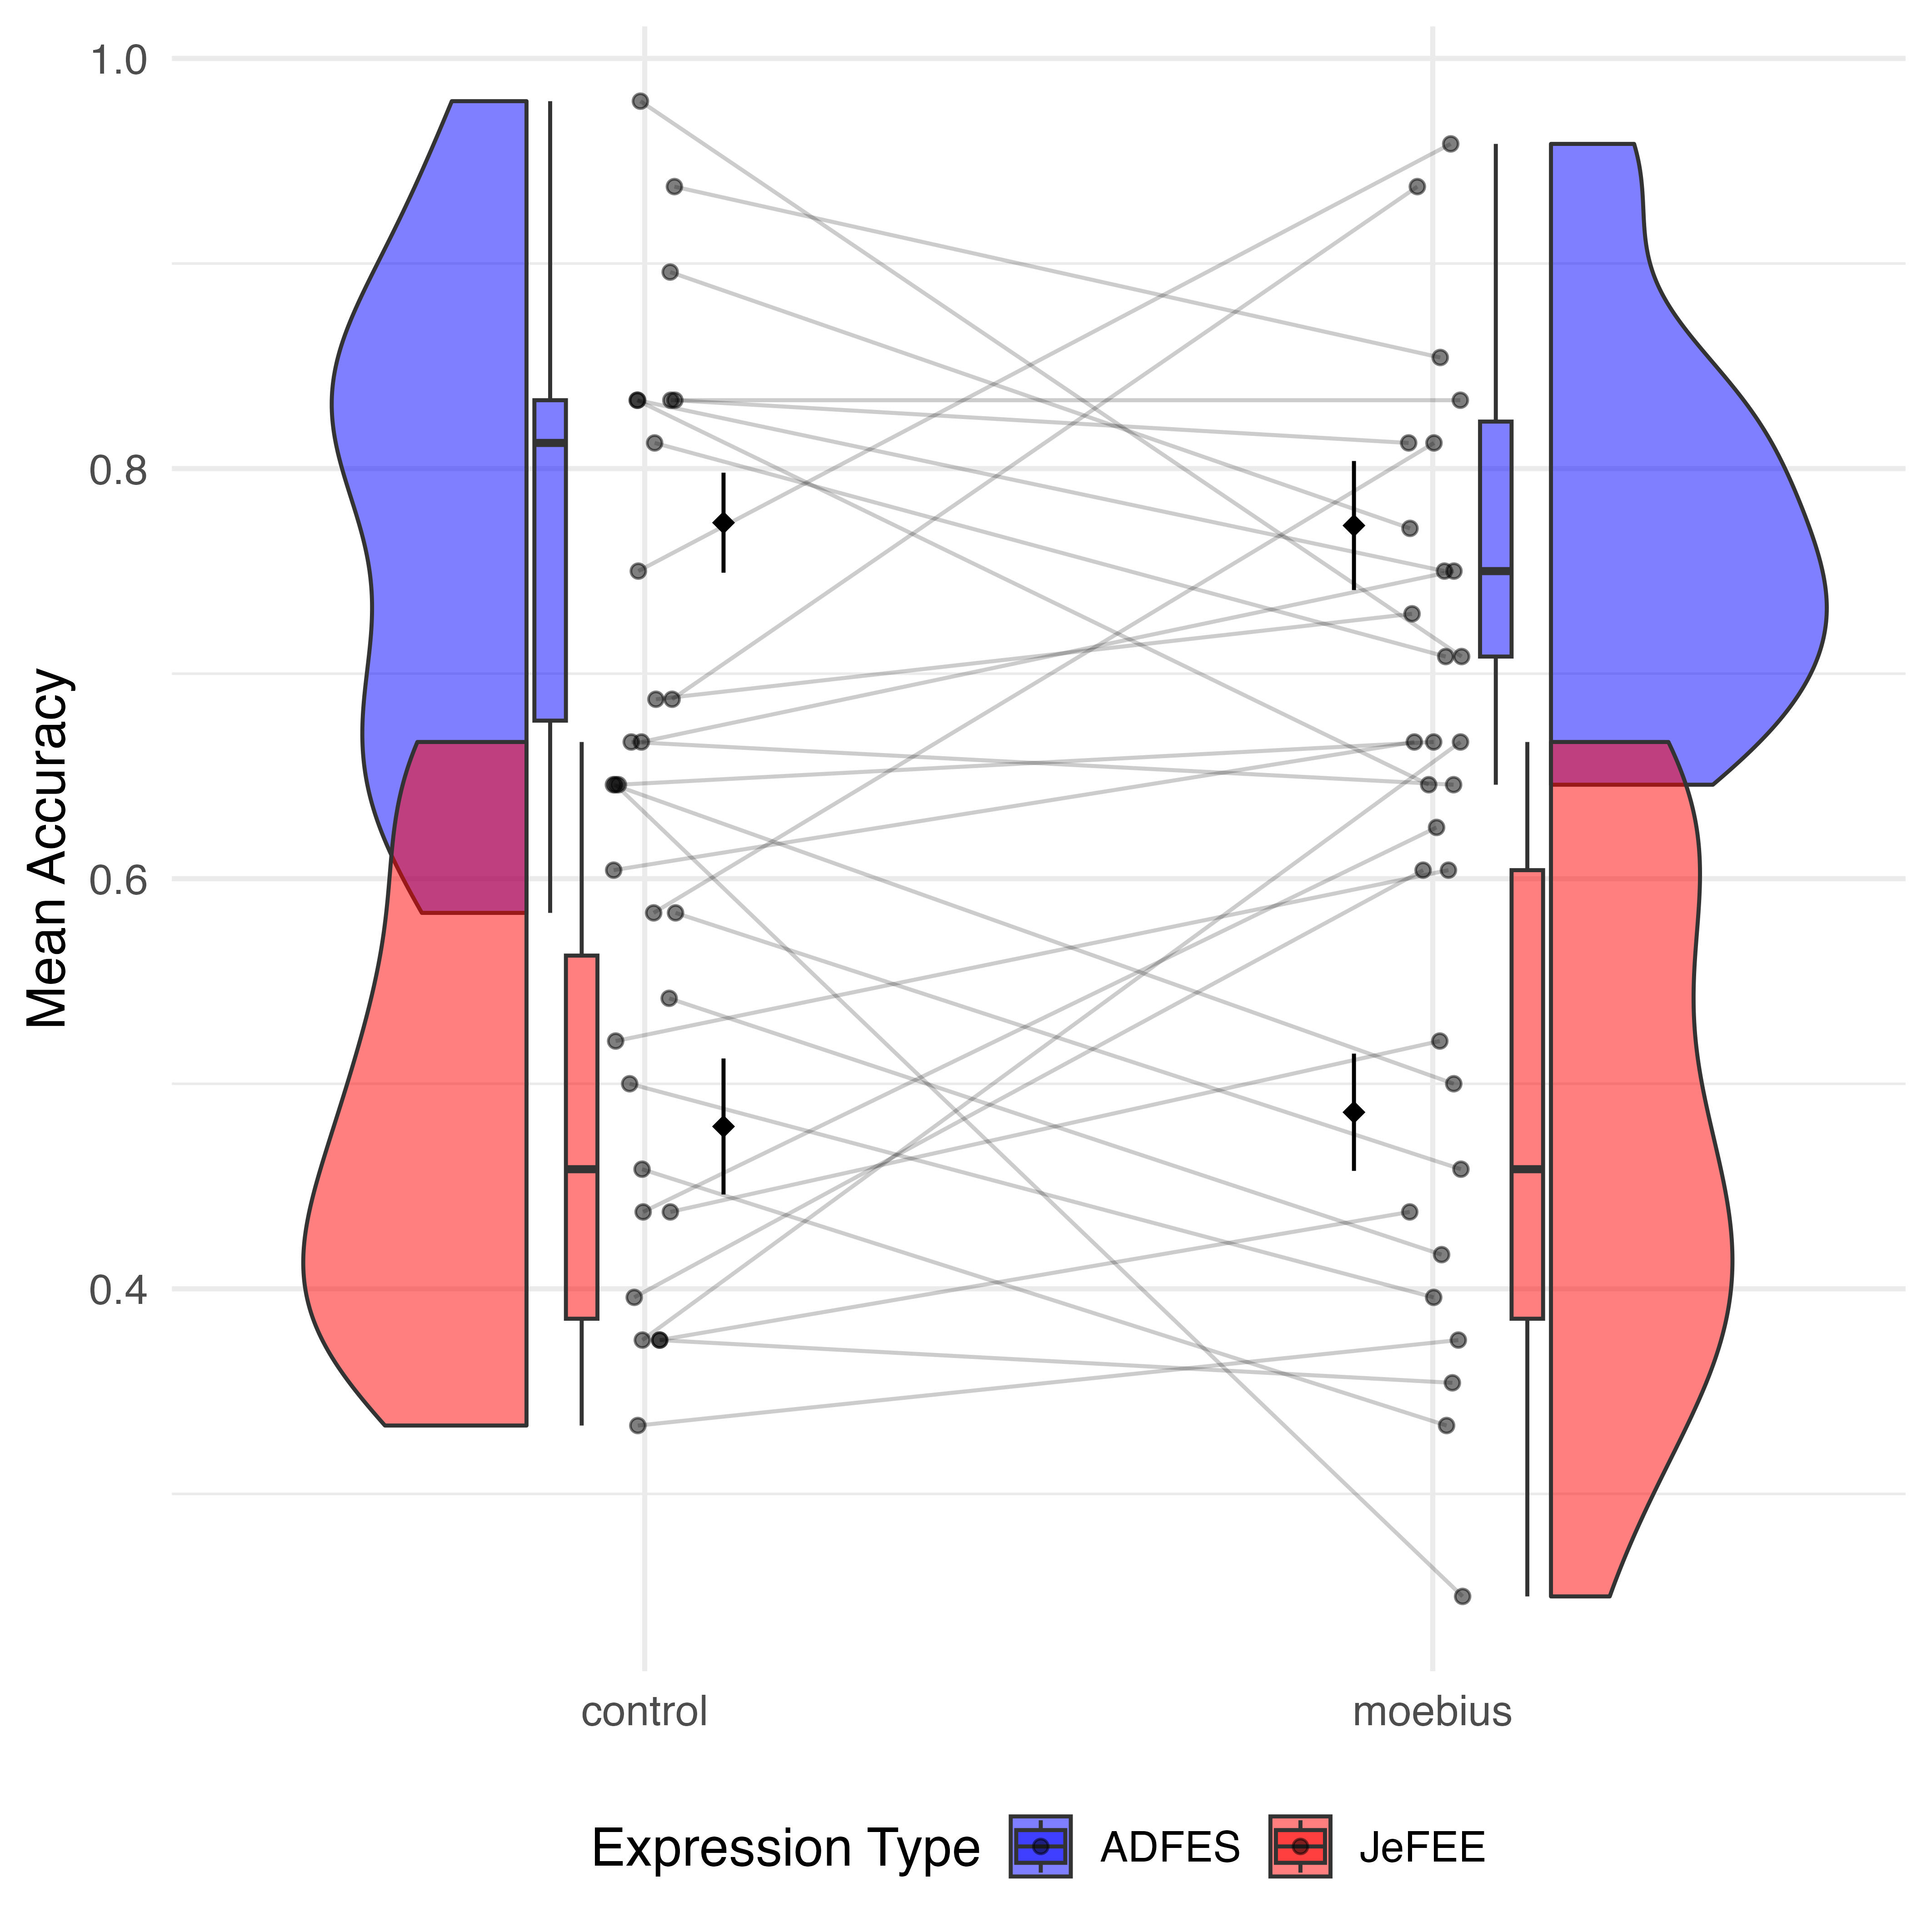 1.0
0.8
0.6
0.4
Mean Accuracy
control moebius
Expression Type ADFES JeFEE